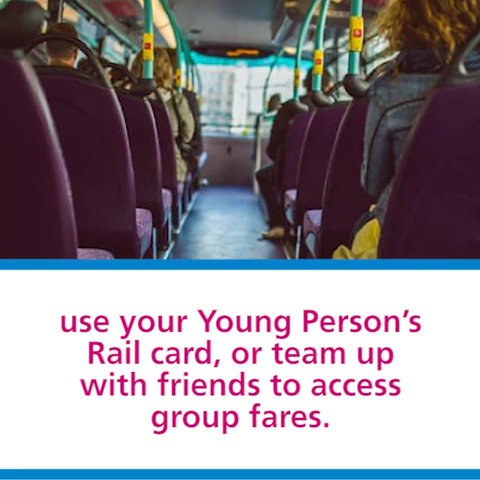 use your Young Person’s
Rail card, or team up
with friends to access
group fares.